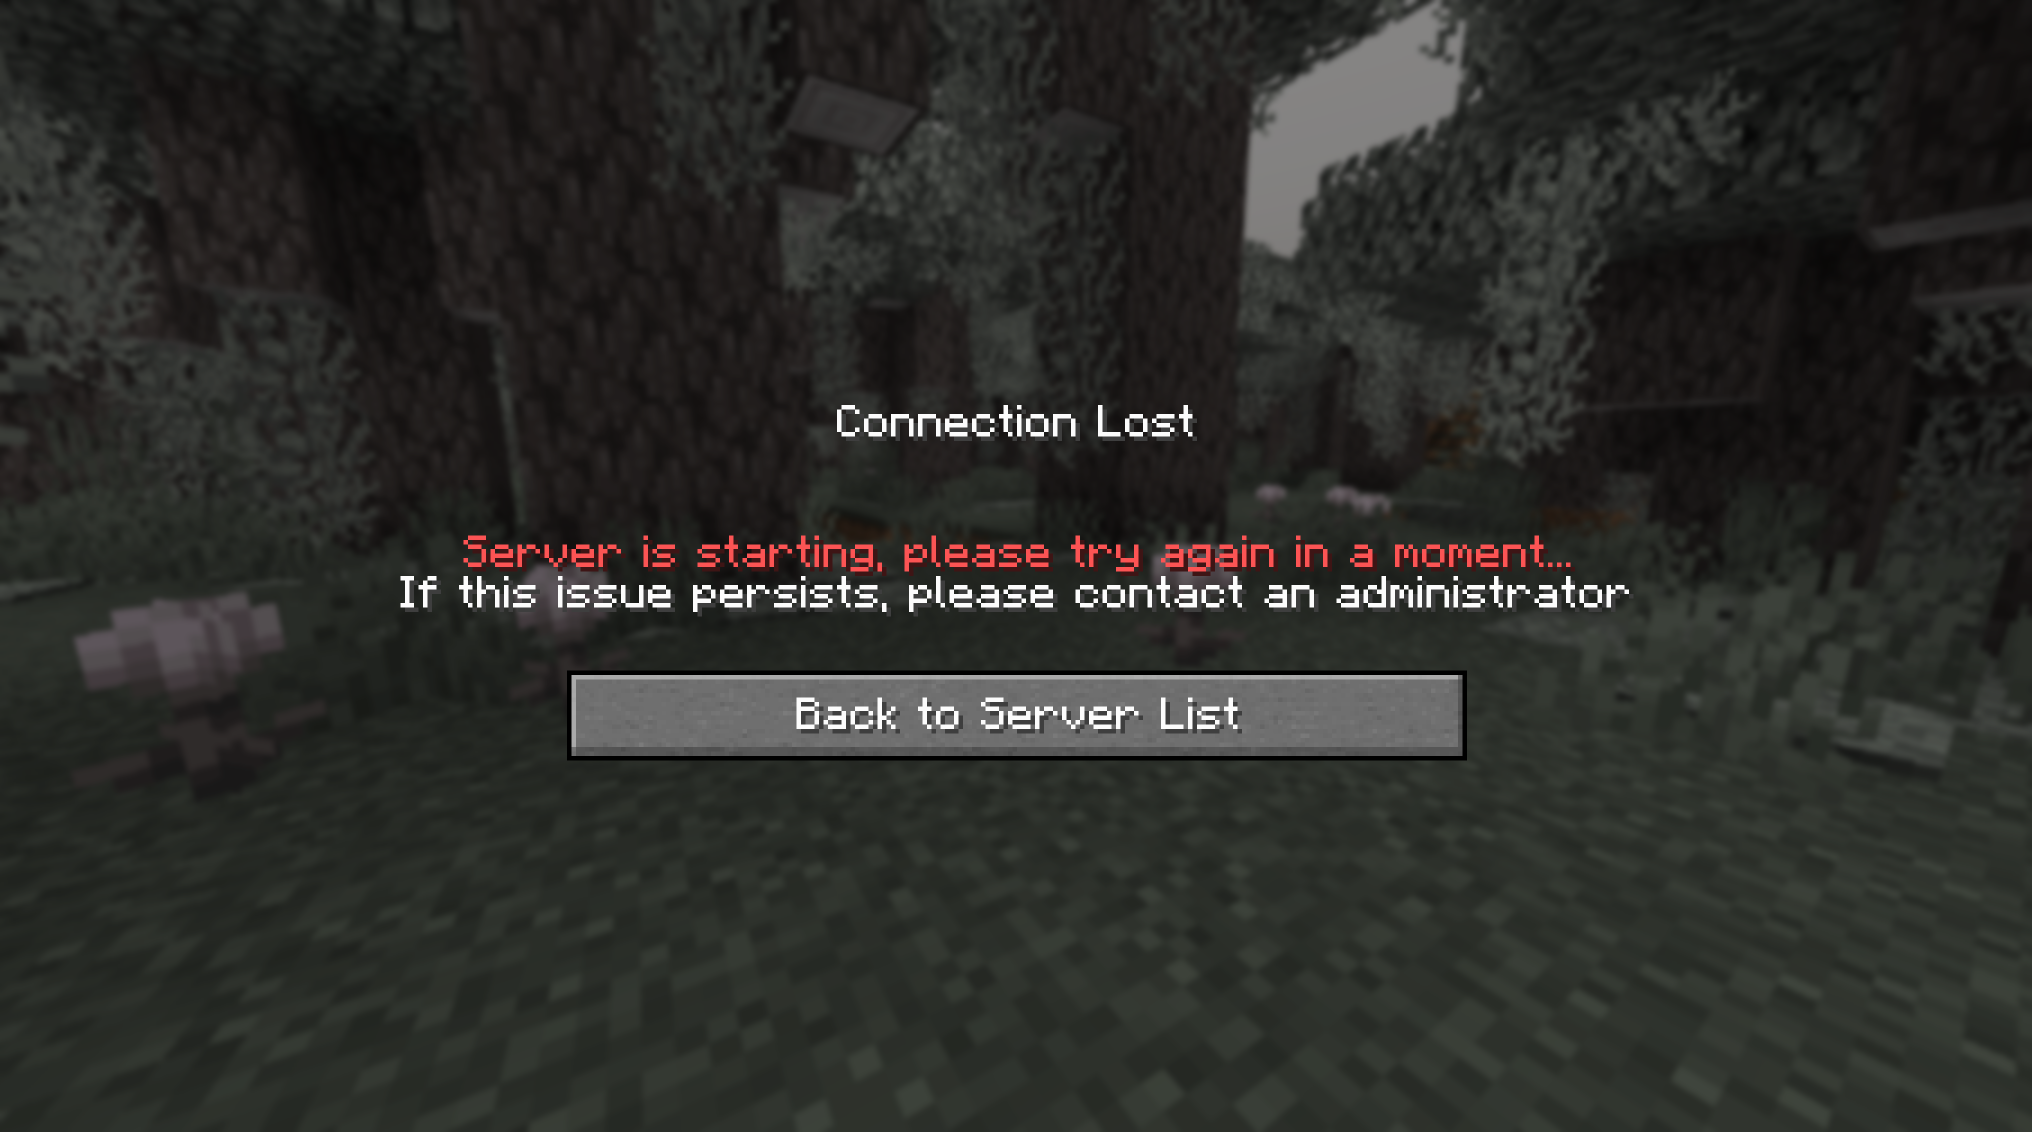 Connection Lost
Server is starting, please try again in a moment...
If this issue persists, please contact an administrator
Back to Server List